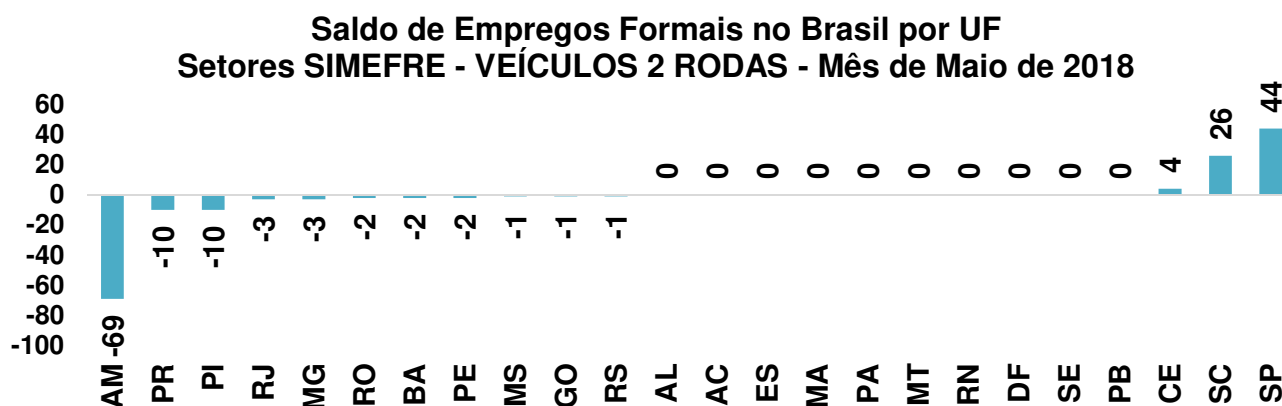 Saldo de Empregos Formais no Brasil por UF
Setores SIMEFRE - VEÍCULOS 2 RODAS - Mês de Maio de 2018
60
40
20
0
-20
-40
-60
-80
-100
-69
-10
-10
-3
-3
-2
-2
-2
-1
-1
-1
0
0
0
0
0
0
0
0
0
0
4
26
44
AM
PR
PI
RJ
MG
RO
BA
PE
MS
GO
RS
AL
AC
ES
MA
PA
MT
RN
DF
SE
PB
CE
SC
SP